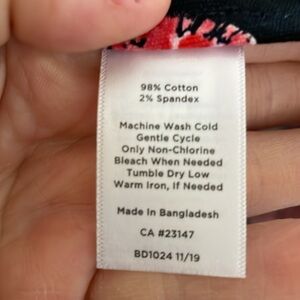 98% Cotton
2% Spandex
Machine Wash Cold
Gentle Cycle
Only Non-Chlorine
Bleach When Needed
Tumble Dry Low
Warm Iron, If Needed
Made In Bangladesh
CA #23147
BD1024 11/19